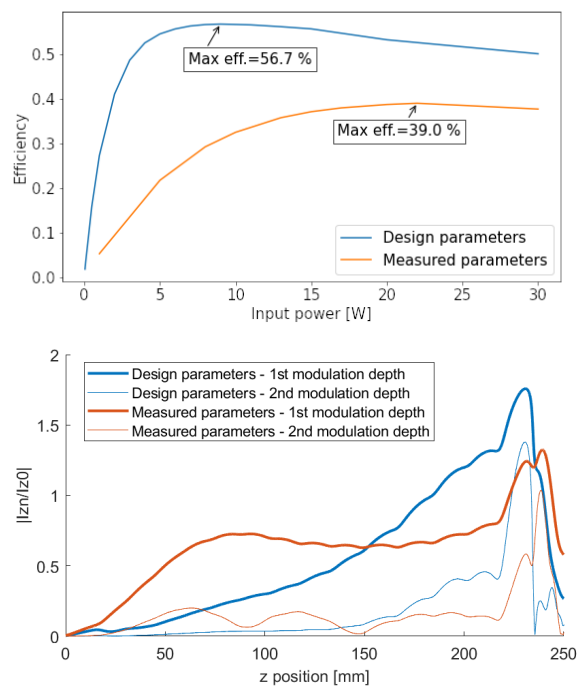 0.5
0.4
0.3
0.2
0.1
0.0
Efficiency
Max eff.=56.7 %
Max eff.=39.0 %
Design parameters
Measured parameters
0 5 10 15 20 25 30
Input power [W]
2
1.5
1
0.5
0
|Izn/Iz0|
Design parameters - 1st modulation depth
Design parameters - 2nd modulation depth
Measured parameters - 1st modulation depth
Measured parameters - 2nd modulation depth
0 50 100 150 200 250
z position [mm]